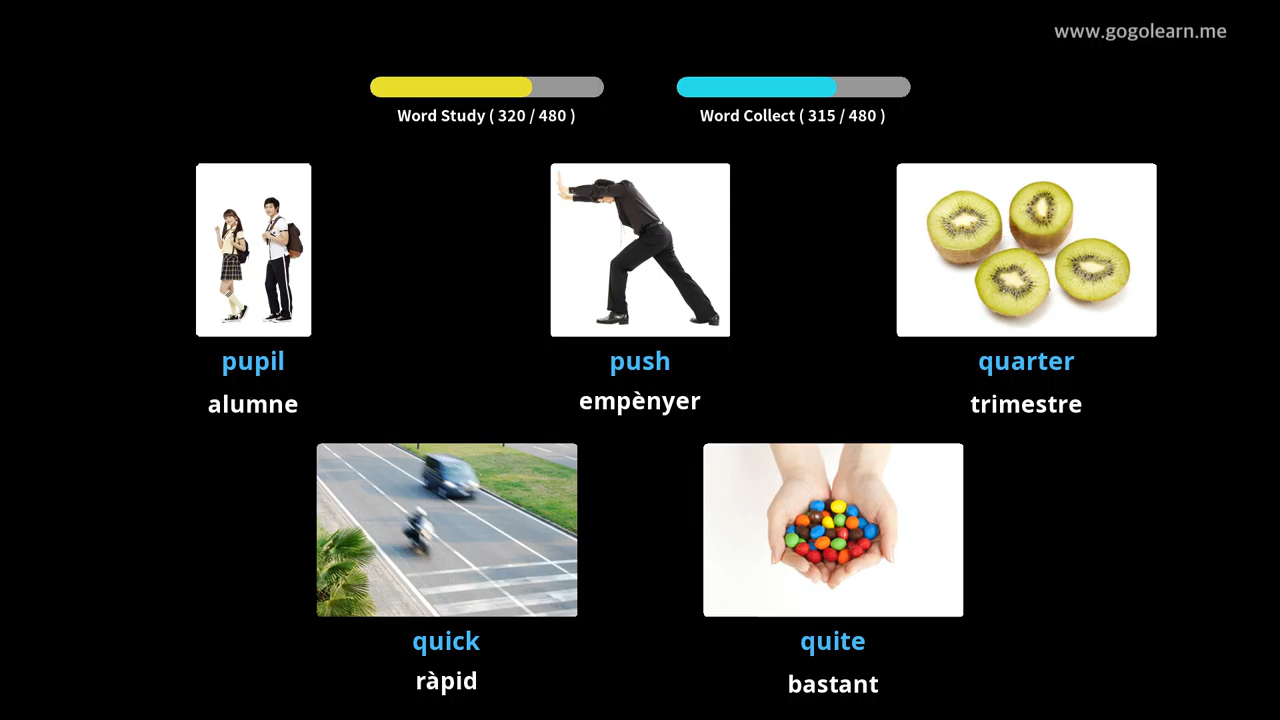 www.gogolearn.me
Word Study ( 320 / 480 )
Word Collect ( 315 / 480 )
pupil
alumne
push
empènyer
quarter
trimestre
quick
ràpid
quite
bastant